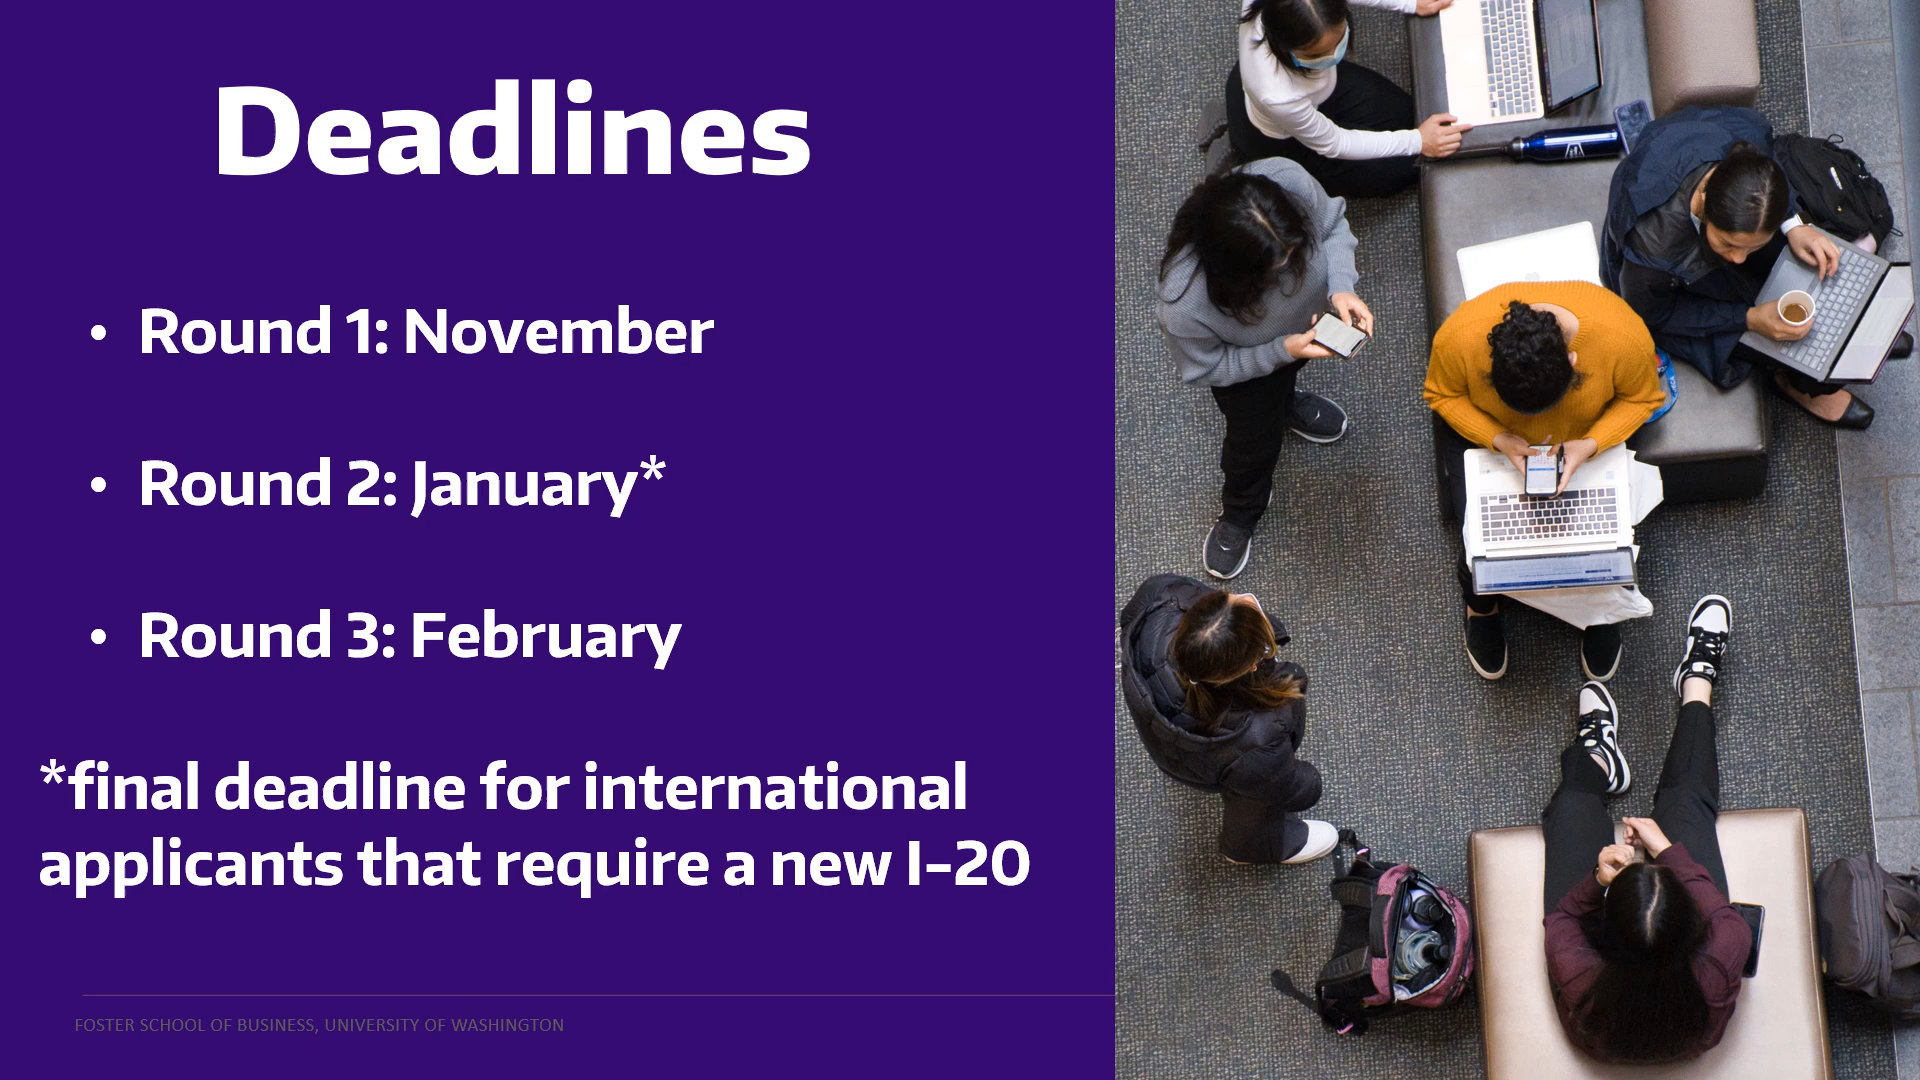 Deadlines
• Round 1: November
• Round 2: January*
• Round 3: February
*final deadline for international
applicants that require a new I-20
FOSTER SCHOOL OF BUSINESS, UNIVERSITY OF WASHINGTON